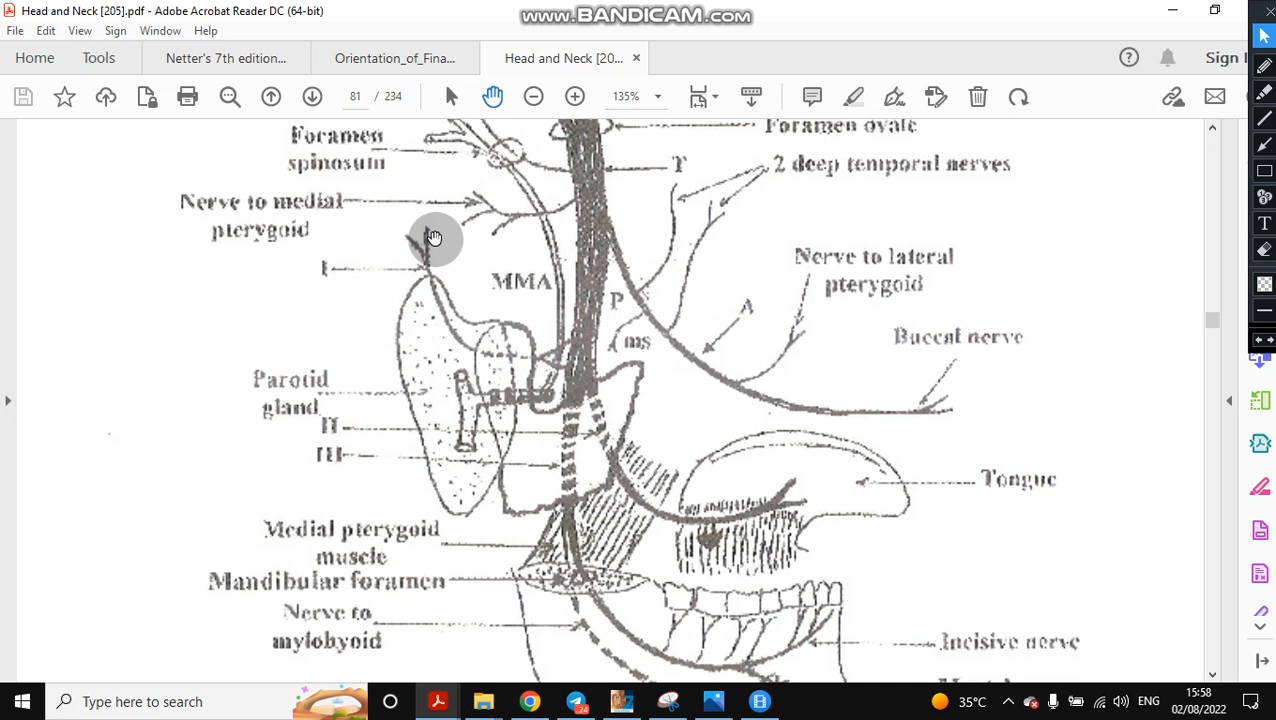 Head and Neck [205].pdf - Adobe Acrobat Reader DC (64-bit)
www.BANDICAM.com
File Edit View Sign Window Help
Home Tools Netter's 7th edition... Orientation_of_Fina... Head and Neck [20... ×
Sign I
81 / 234 135%
Foramen ovale
Foramen
spinosum
T
2 deep temporal nerves
Nerve to medial
pterygoid
I
MMA
P
A
Nerve to lateral
pterygoid
ms
Buccal nerve
Parotid
gland
II
III
Tongue
Medial pterygoid
muscle
Mandibular foramen
Nerve to
mylohyoid
Incisive nerve
Type here to search
24
35°C
ENG
15:58
02/08/2022